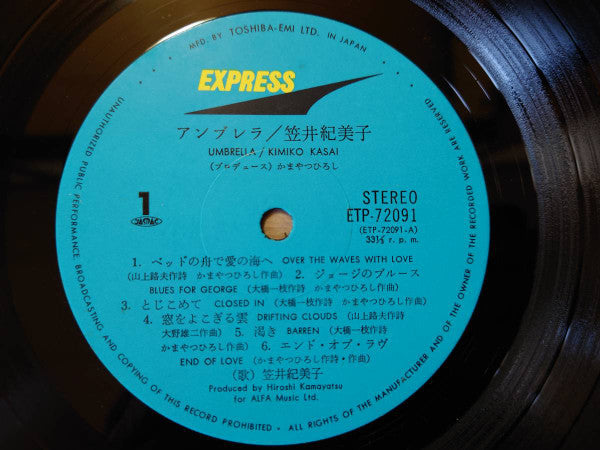 MFD. BY TOSHIBA-EMI LTD. IN JAPAN
EXPRESS
アンブレラ／笠井紀美子
UMBRELLA / KIMIKO KASAI
(プロデュース) かまやつひろし
1
JASRAC
STEREO
ETP-72091
(ETP-72091-A)
33⅓ r. p. m.
1. ベッドの舟で愛の海へ OVER THE WAVES WITH LOVE
(山上路夫作詩 かまやつひろし作曲) 2. ジョージのブルース
BLUES FOR GEORGE (大橋一枝作詩 かまやつひろし作曲)
3. とじこめて CLOSED IN (大橋一枝作詩 かまやつひろし作曲)
4. 窓をよこぎる雲 DRIFTING CLOUDS (山上路夫作詩
大野雄二作曲) 5. 渇き BARREN (大橋一枝作詩
かまやつひろし作曲) 6. エンド・オブ・ラヴ
END OF LOVE (かまやつひろし作詩・作曲)
(歌) 笠井紀美子
Produced by Hiroshi Kamayatsu
for ALFA Music Ltd.
UNAUTHORIZED PUBLIC PERFORMANCE, BROADCASTING AND COPYING OF THIS RECORD PROHIBITED - ALL RIGHTS OF THE MANUFACTURER AND OF THE OWNER OF THE RECORDED WORK ARE RESERVED